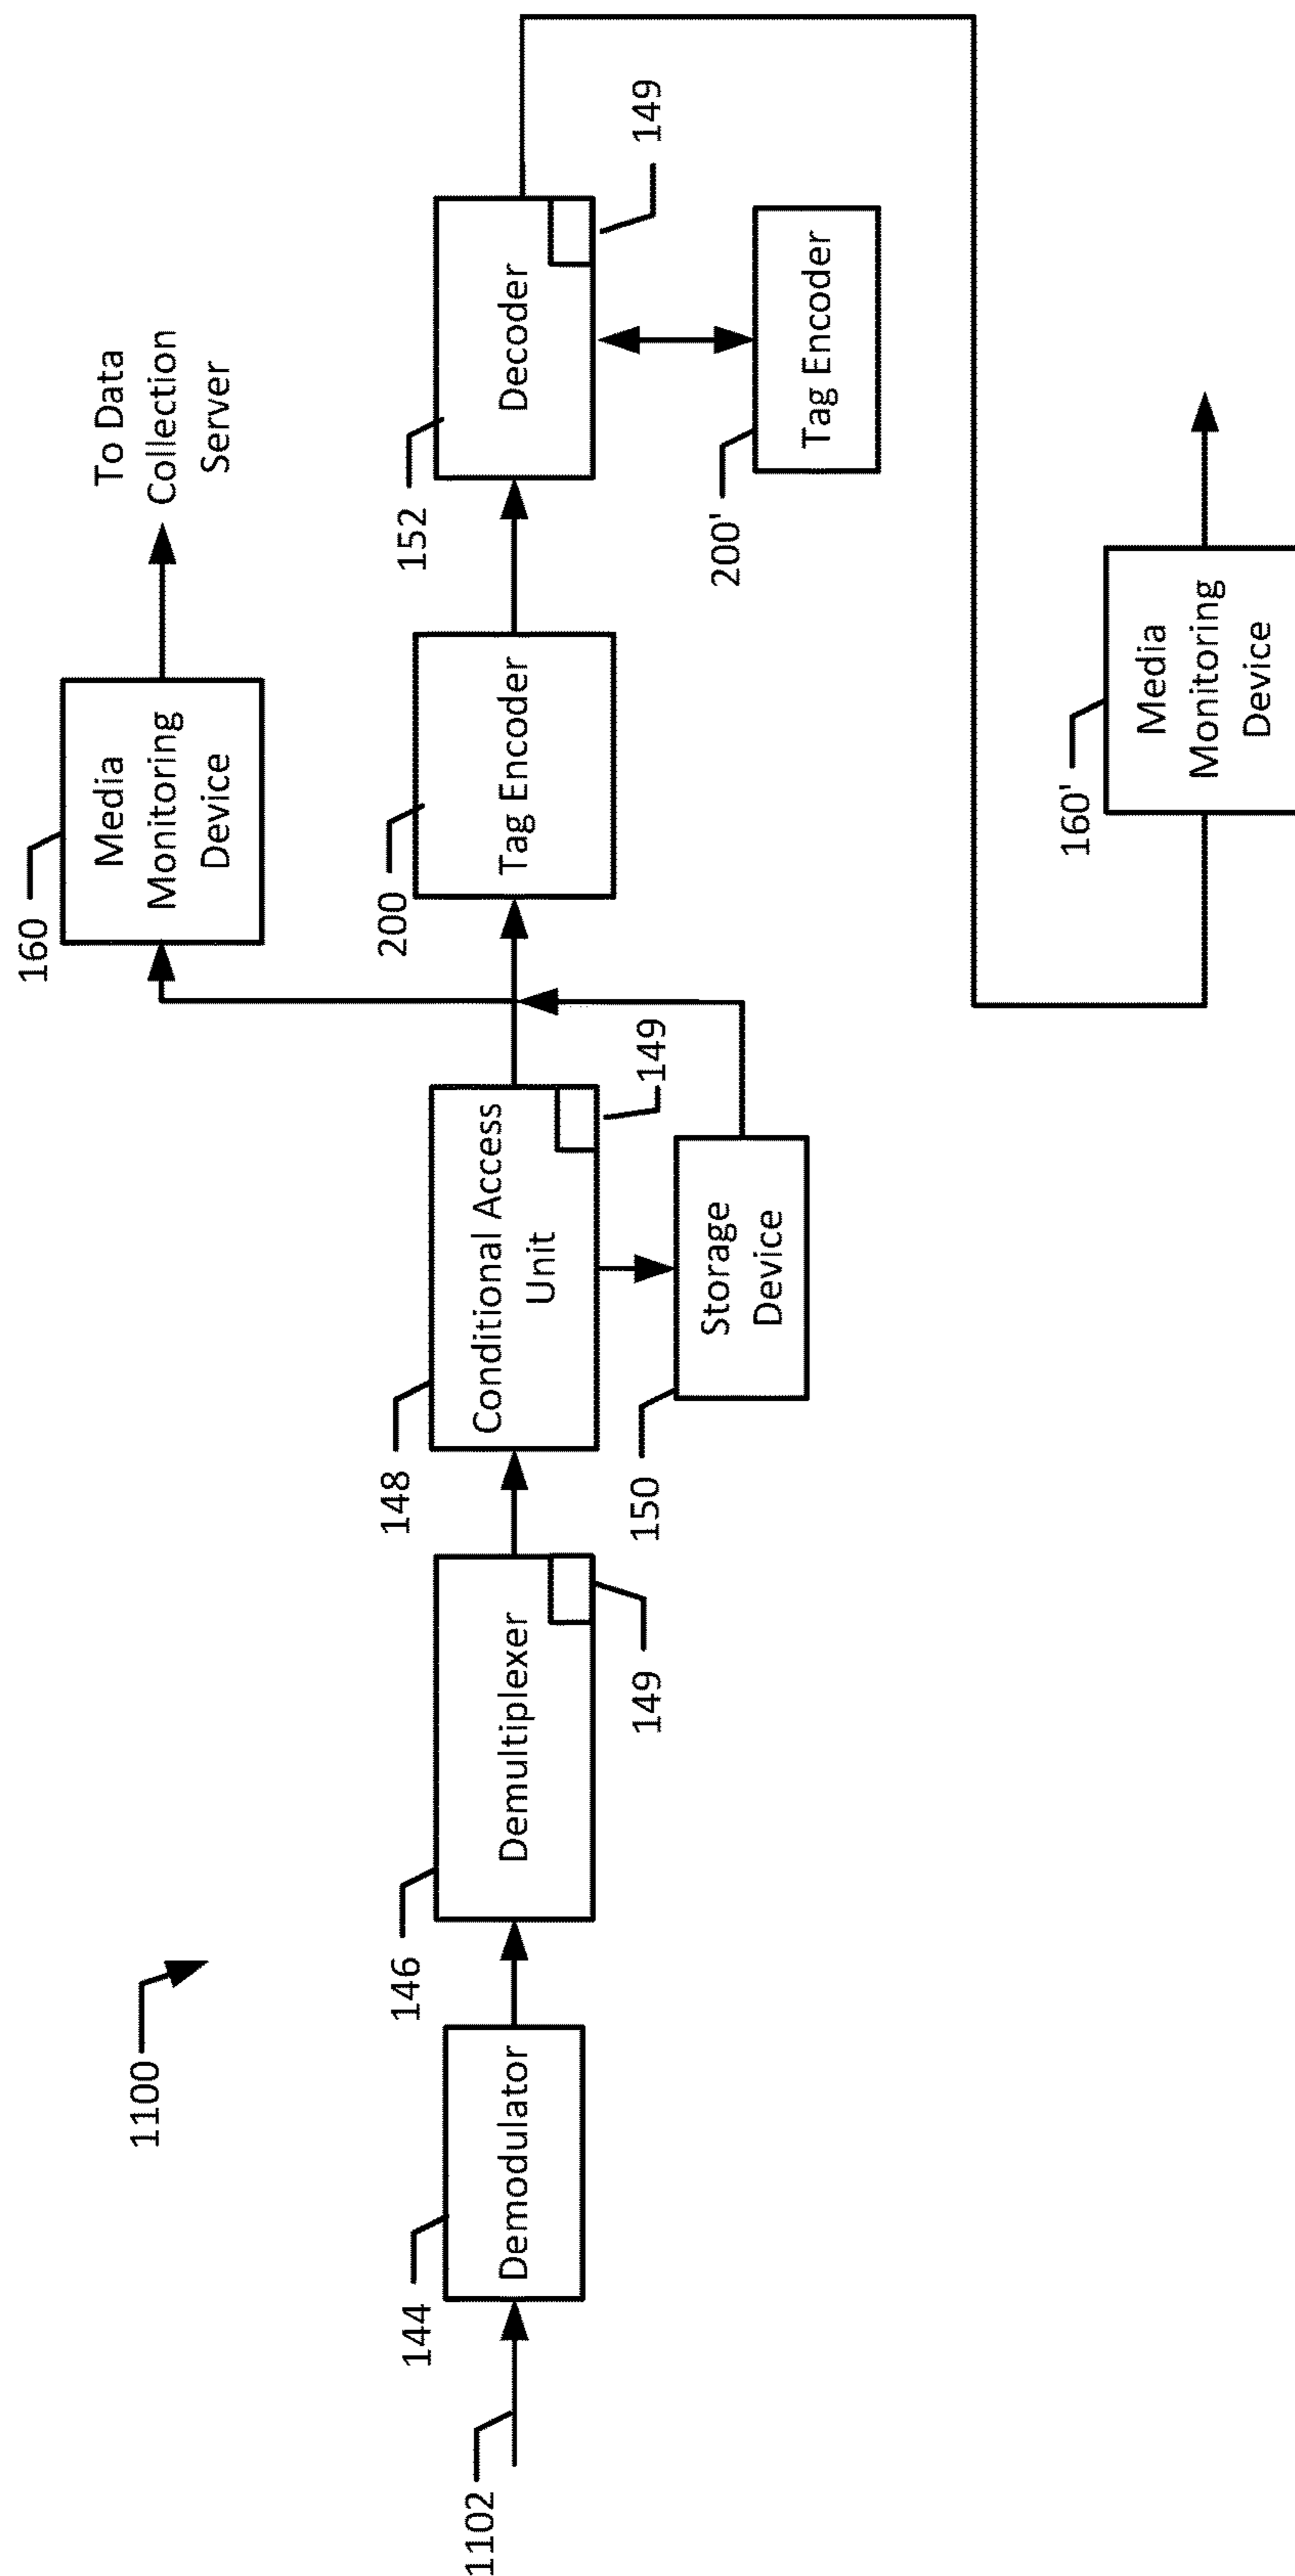 1100
1102
144
Demodulator
146
Demultiplexer
149
148
Conditional Access
Unit
149
150
Storage
Device
160
Media
Monitoring
Device
To Data
Collection
Server
200
Tag Encoder
152
Decoder
149
200'
Tag Encoder
160'
Media
Monitoring
Device